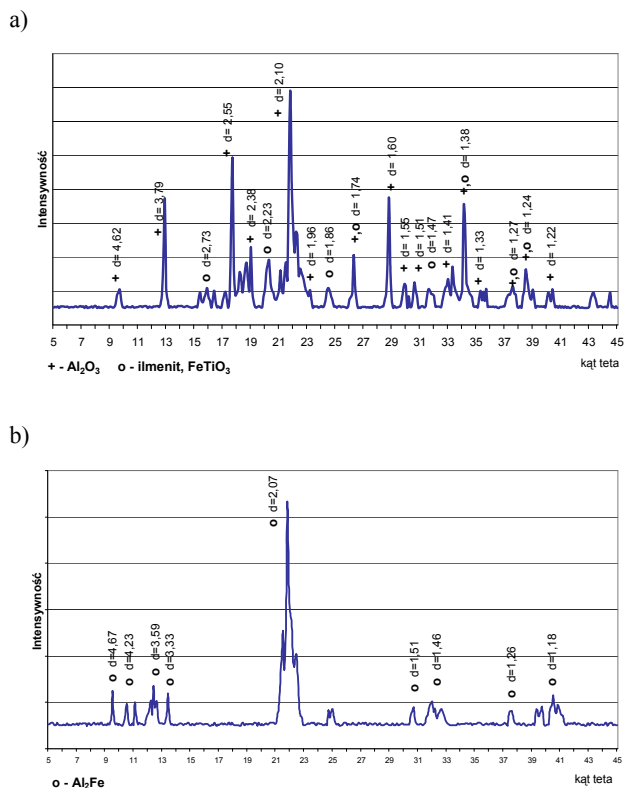 a)
Intensywność
+ d= 4,62
+ d= 3,79
o d= 2,73
+ d= 2,55
+ d= 2,38
o d= 2,23
+ d= 2,10
+ d= 1,96
o d= 1,86
+,o d= 1,74
+ d= 1,60
+ d= 1,55
+ d= 1,51
o d= 1,47
+ d= 1,41
+,o d= 1,38
+ d= 1,33
+,o d= 1,27
+,o d= 1,24
+ d= 1,22
5 7 9 11 13 15 17 19 21 23 25 27 29 31 33 35 37 39 41 43 45
kąt teta
+ - Al₂O₃ o - ilmenit, FeTiO₃
b)
Intensywność
o d=4,67
o d=4,23
o d=3,59
o d=3,33
o d=2,07
o d=1,51
o d=1,46
o d=1,26
o d=1,18
5 7 9 11 13 15 17 19 21 23 25 27 29 31 33 35 37 39 41 43 45
kąt teta
o - Al₂Fe